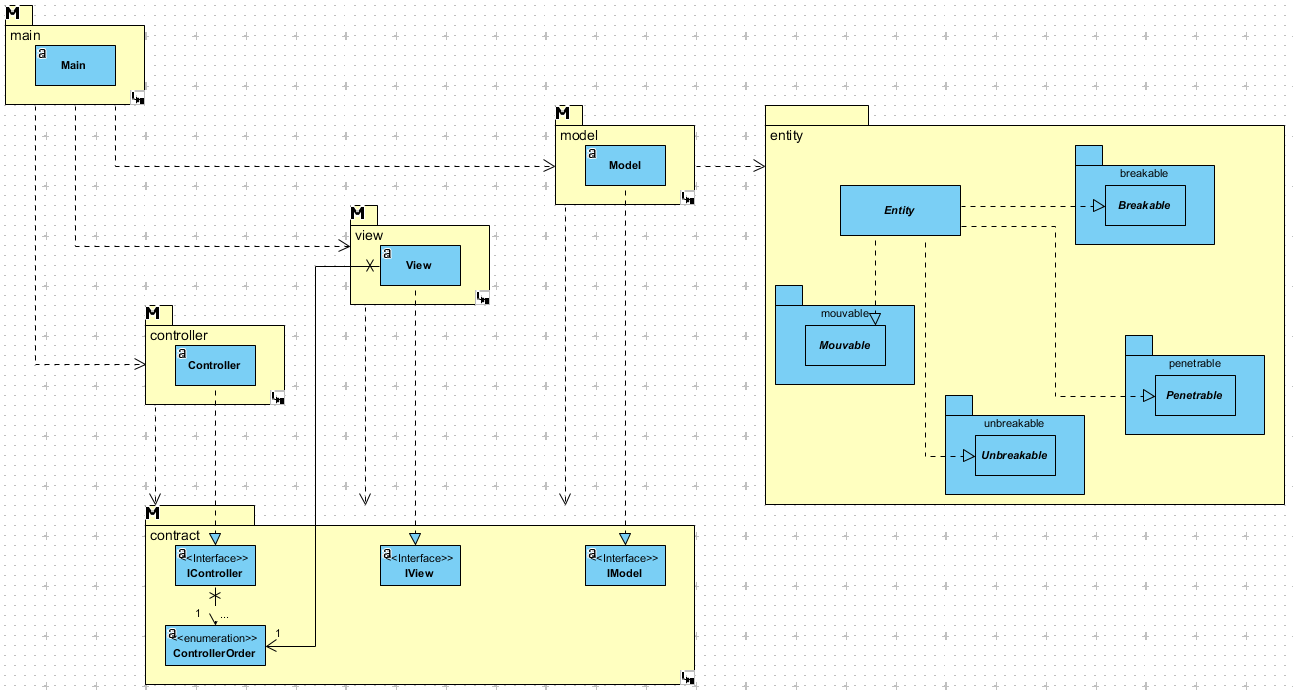 M
main
a
Main
M
model
a
Model
entity
breakable
Breakable
Entity
M
view
a
View
mouvable
Mouvable
M
controller
a
Controller
penetrable
Penetrable
unbreakable
Unbreakable
M
contract
a
<<Interface>>
IController
a
<<Interface>>
IView
a
<<Interface>>
IModel
1
...
a
<<enumeration>>
ControllerOrder
1